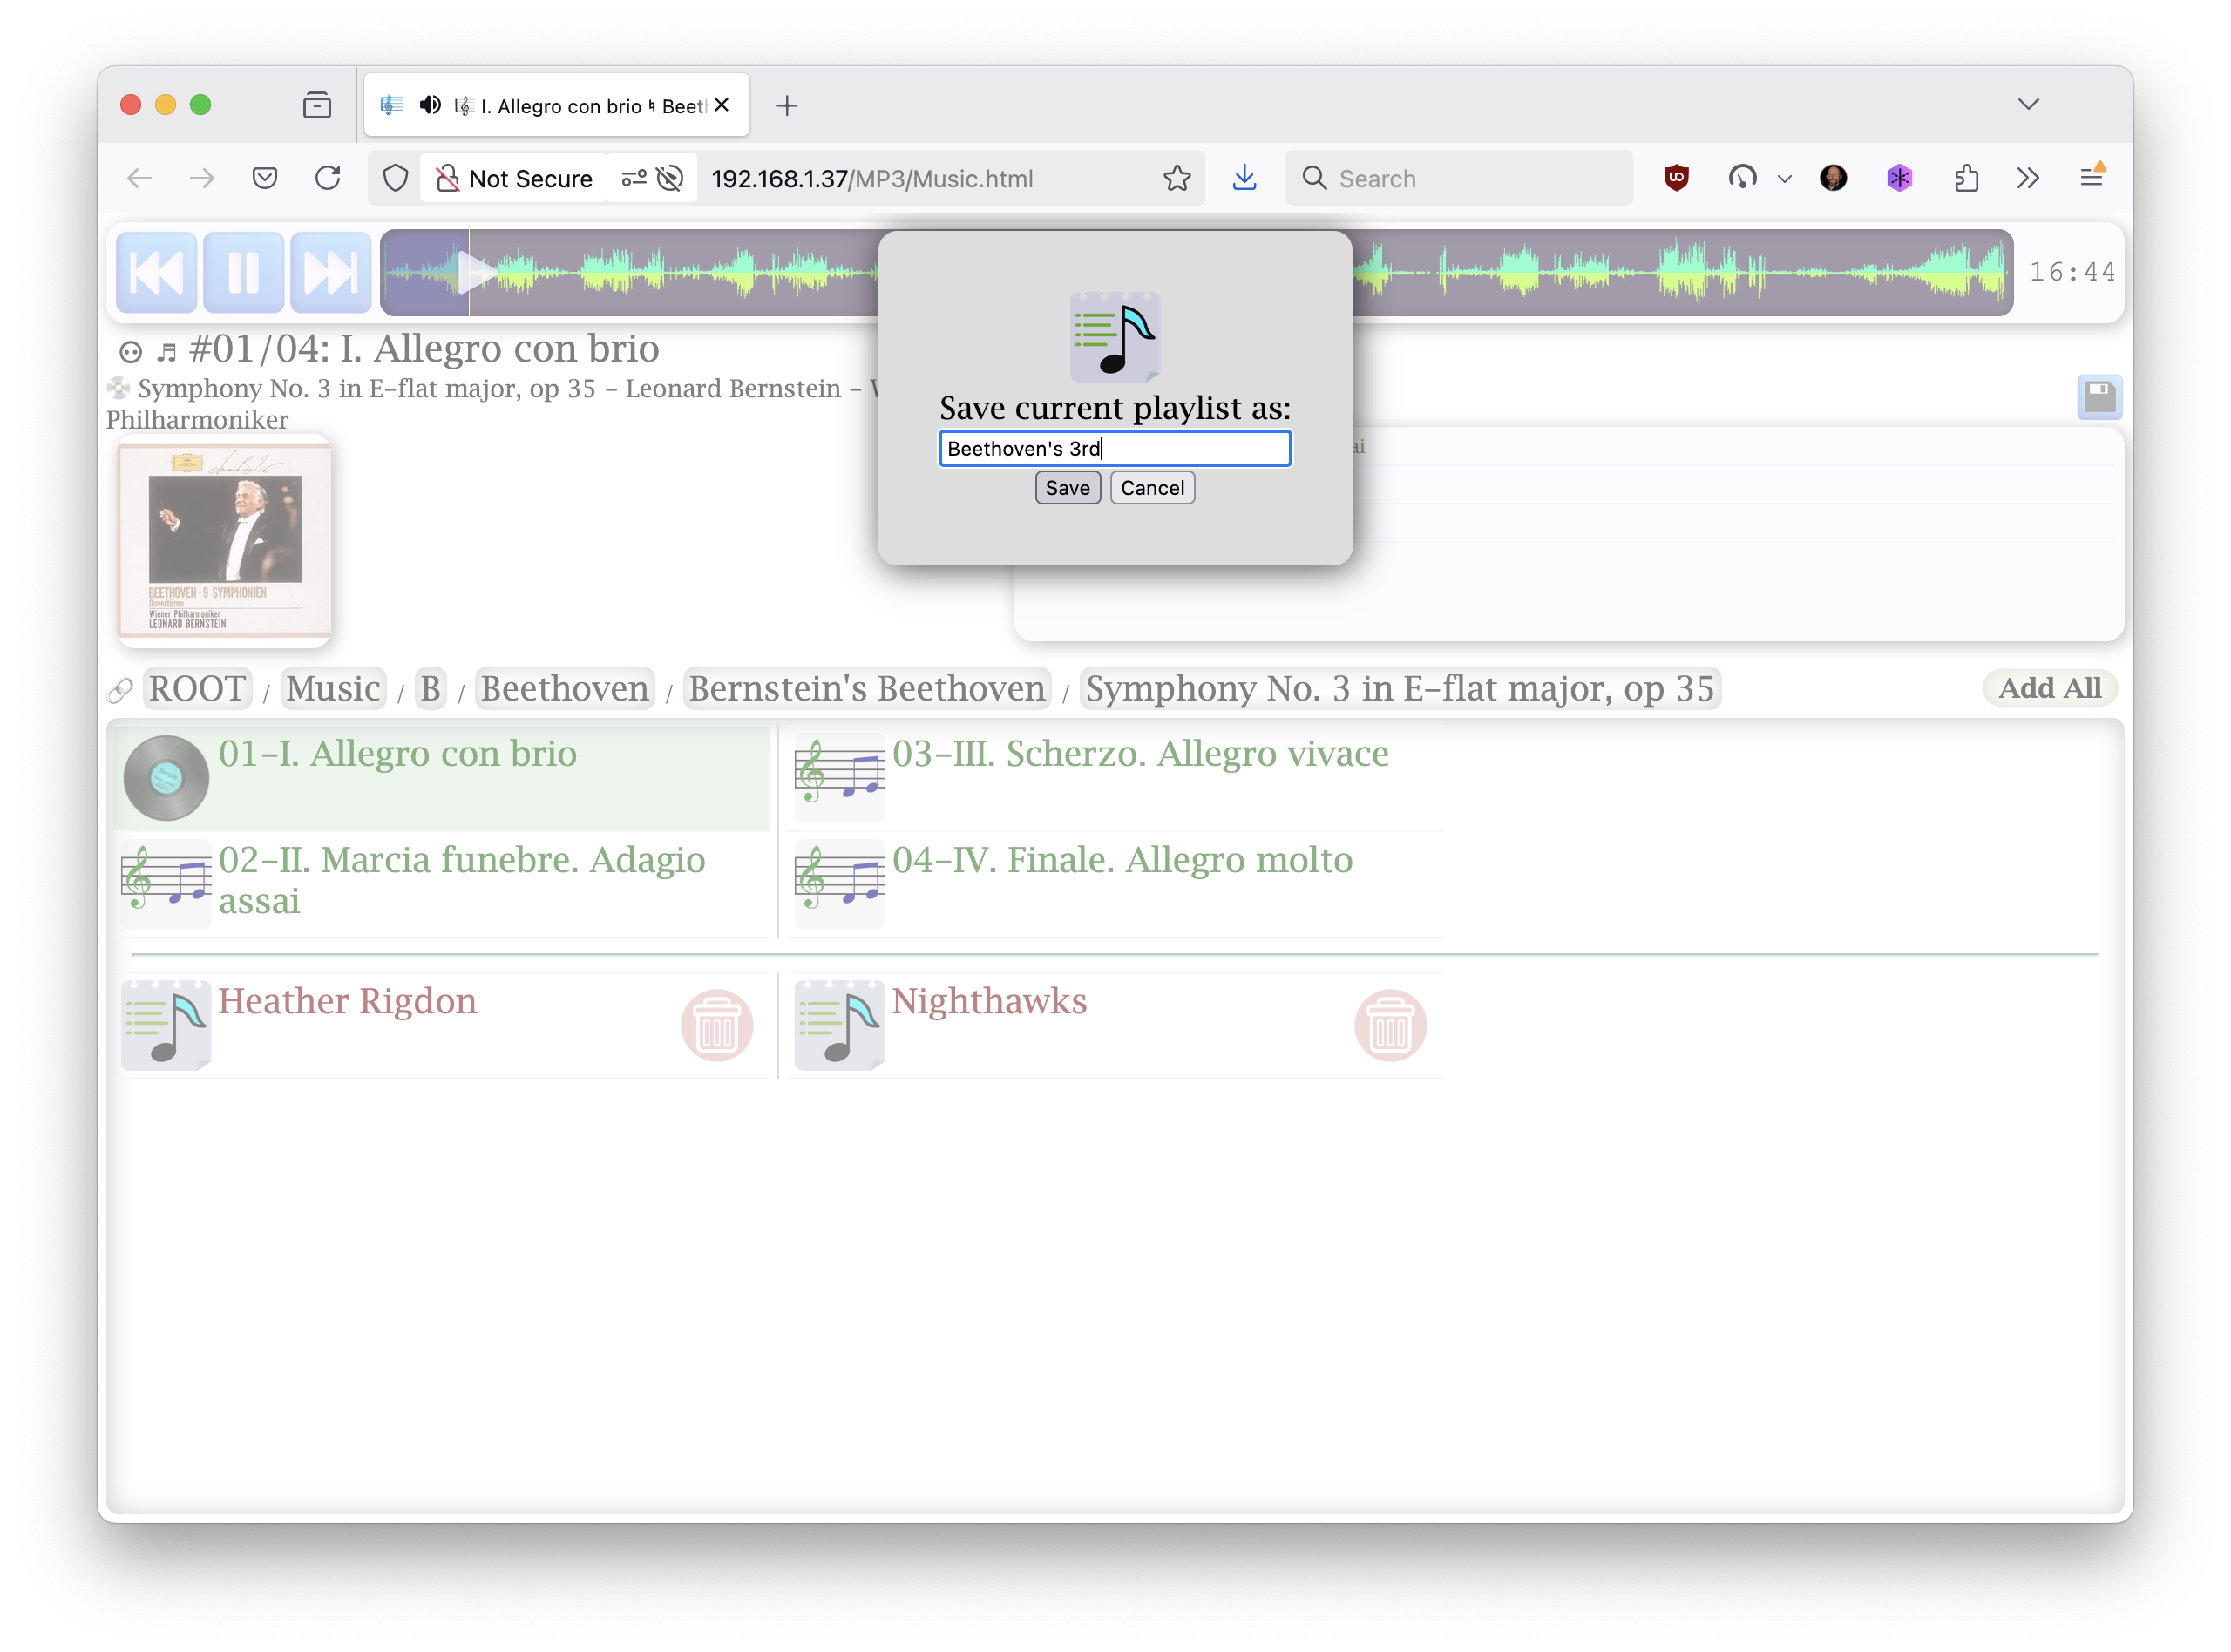 I. Allegro con brio ♮ Beet
Not Secure
192.168.1.37/MP3/Music.html
Search
16:44
#01/04: I. Allegro con brio
Symphony No. 3 in E-flat major, op 35 – Leonard Bernstein –
Philharmoniker
Save current playlist as:
Beethoven's 3rd
Save Cancel
ai
BEETHOVEN · 9 SYMPHONIEN
Ouvertüren
Wiener Philharmoniker
LEONARD BERNSTEIN
ROOT / Music / B / Beethoven / Bernstein's Beethoven / Symphony No. 3 in E-flat major, op 35
Add All
01-I. Allegro con brio
02-II. Marcia funebre. Adagio
assai
03-III. Scherzo. Allegro vivace
04-IV. Finale. Allegro molto
Heather Rigdon
Nighthawks